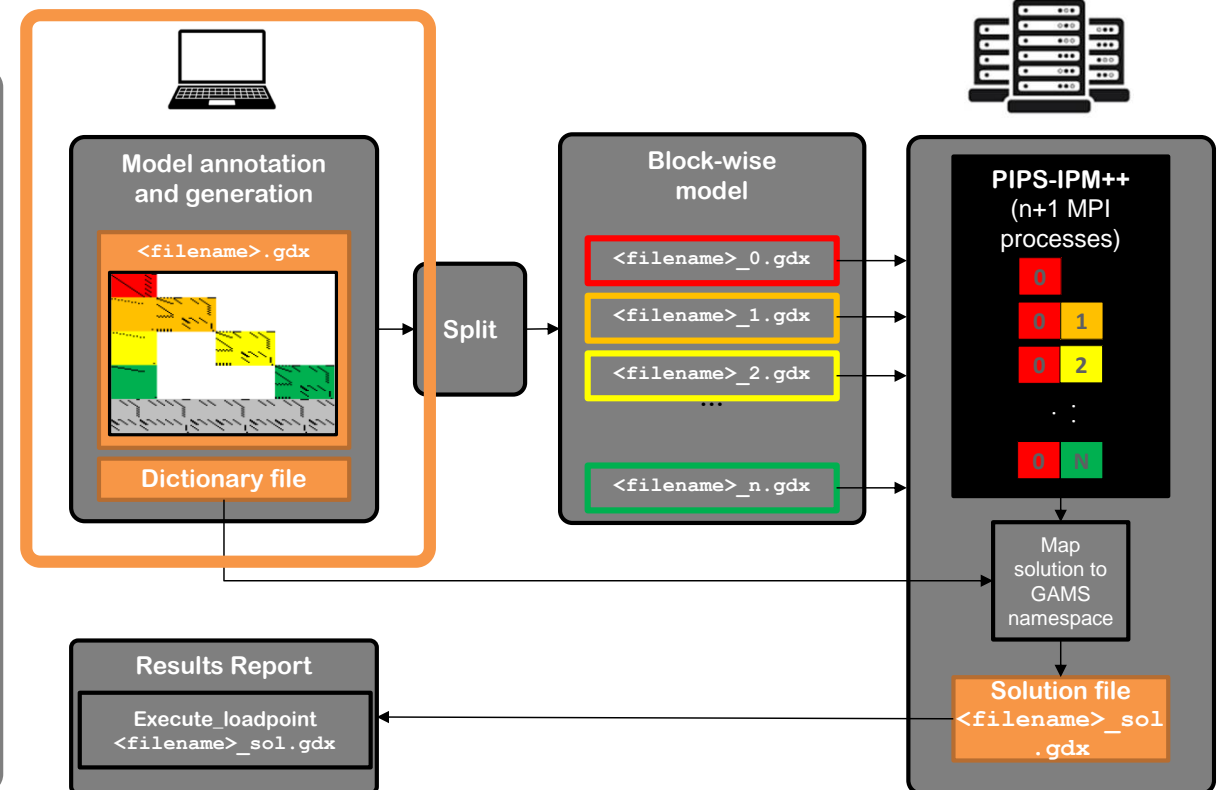 Model annotation
and generation
<filename>.gdx
Dictionary file
Split
Block-wise
model
<filename>_0.gdx
<filename>_1.gdx
<filename>_2.gdx
...
<filename>_n.gdx
PIPS-IPM++
(n+1 MPI
processes)
0
0 1
0 2
. :
0 N
Map
solution to
GAMS
namespace
Solution file
<filename>_sol
.gdx
Results Report
Execute_loadpoint
<filename>_sol.gdx